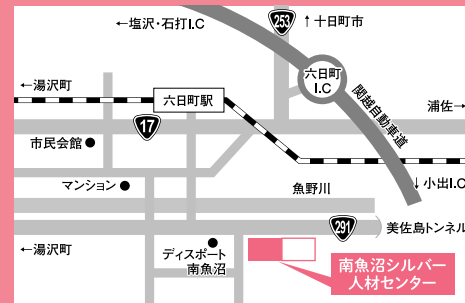 ←塩沢・石打I.C
253
↑十日町市
←湯沢町
六日町駅
六日町
I.C
関越自動車道
浦佐→
市民会館●
17
↓小出I.C
マンション●
魚野川
291
美佐島トンネル
←湯沢町
ディスポート
南魚沼
南魚沼シルバー
人材センター